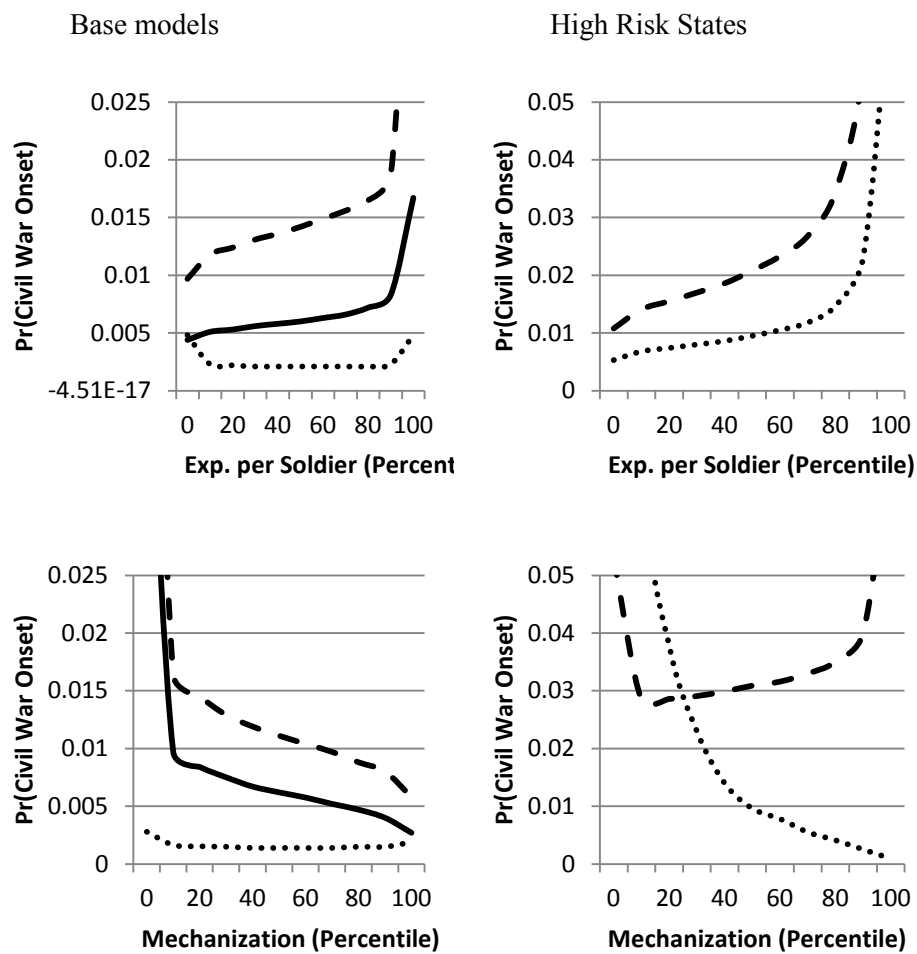 Base models
High Risk States
Pr(Civil War Onset)
0.025
0.02
0.015
0.01
0.005
-4.51E-17
0 20 40 60 80 100
Exp. per Soldier (Percent
Pr(Civil War Onset)
0.05
0.04
0.03
0.02
0.01
0
0 20 40 60 80 100
Exp. per Soldier (Percentile)
Pr(Civil War Onset)
0.025
0.02
0.015
0.01
0.005
0
0 20 40 60 80 100
Mechanization (Percentile)
Pr(Civil War Onset)
0.05
0.04
0.03
0.02
0.01
0
0 20 40 60 80 100
Mechanization (Percentile)